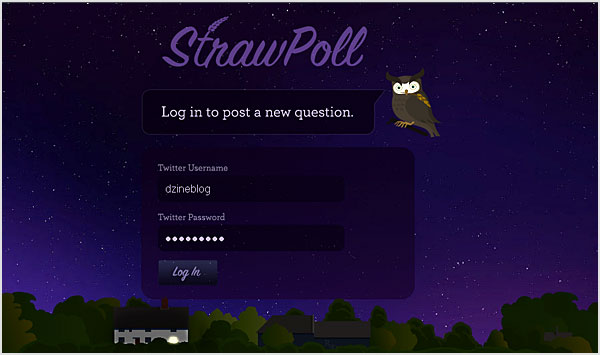 StrawPoll
Log in to post a new question.
Twitter Username
dzineblog
Twitter Password
●●●●●●●●●
Log In